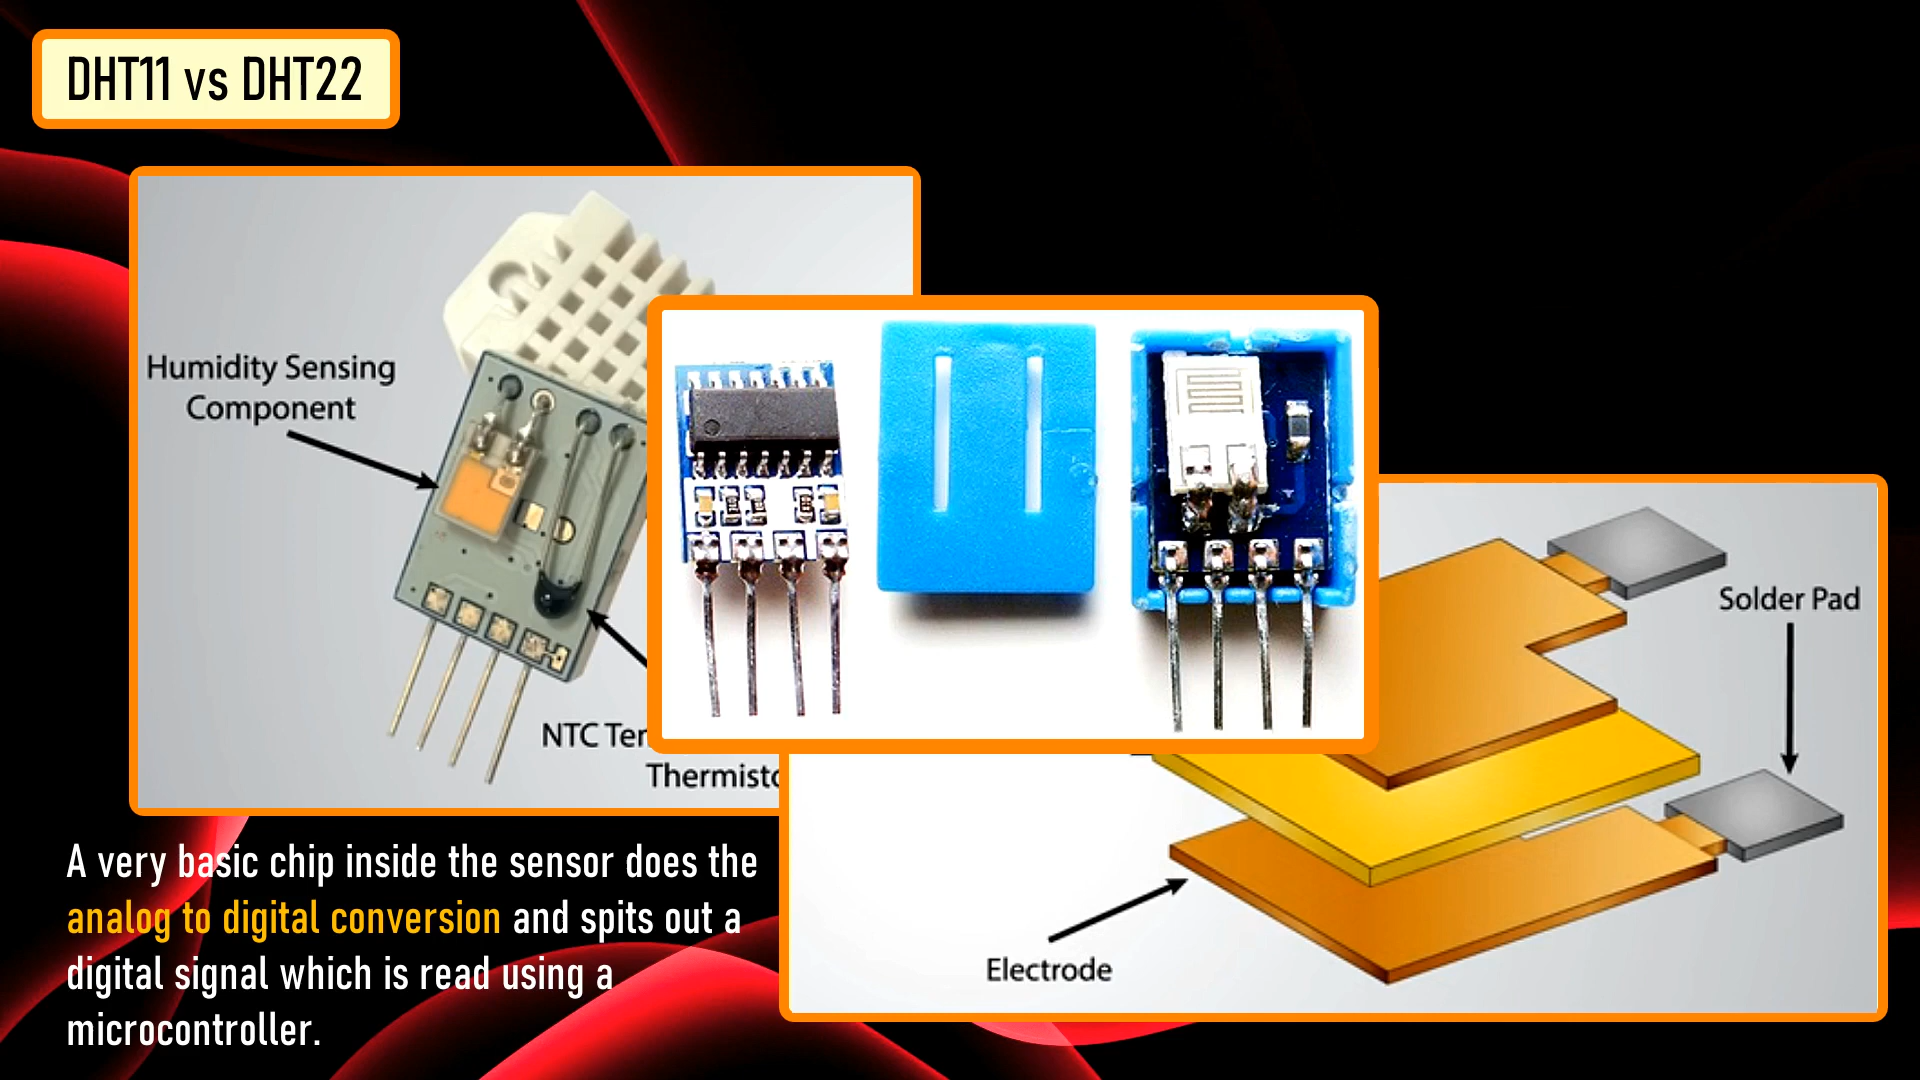 DHT11 vs DHT22
Humidity Sensing
Component
NTC
Solder Pad
Electrode
A very basic chip inside the sensor does the
analog to digital conversion and spits out a
digital signal which is read using a
microcontroller.